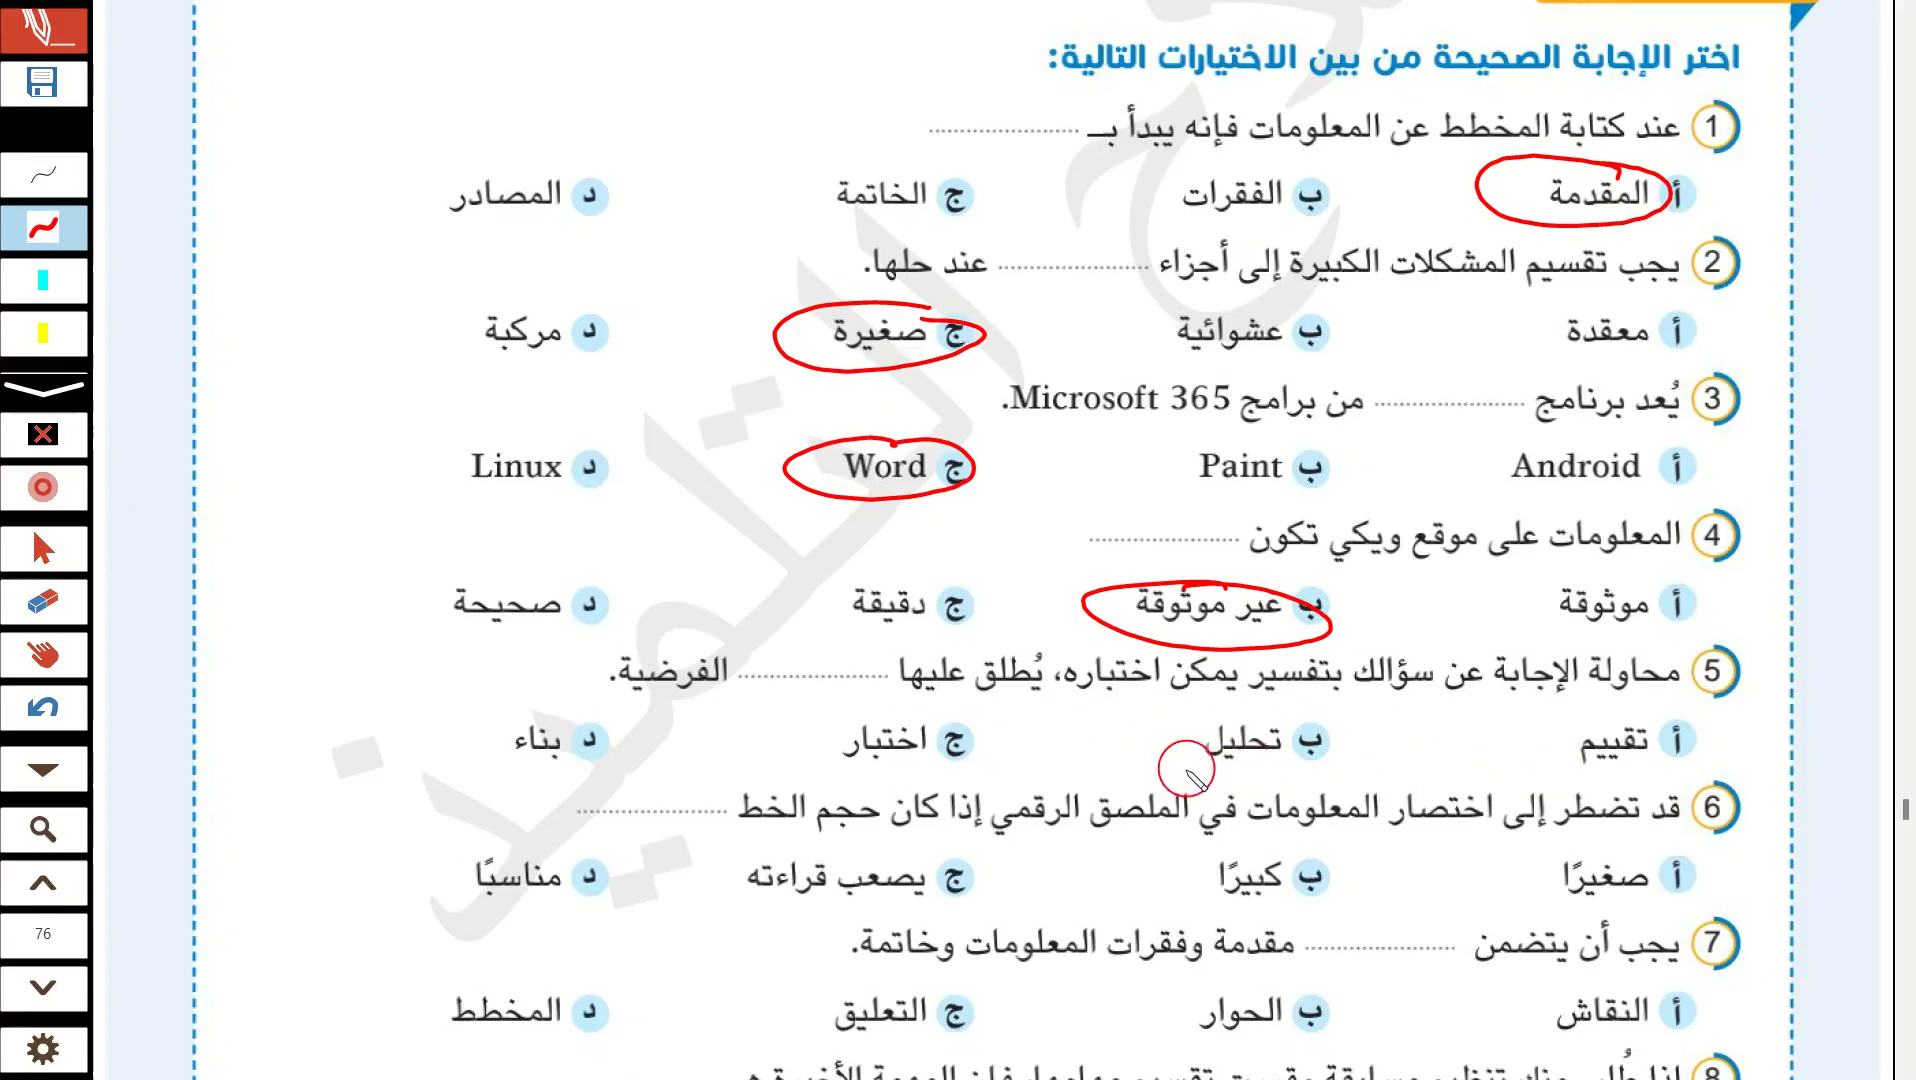 اختر الإجابة الصحيحة من بين الاختيارات التالية:
1 عند كتابة المخطط عن المعلومات فإنه يبدأ بـ ....................
أ المقدمة ب الفقرات ج الخاتمة د المصادر
2 يجب تقسيم المشكلات الكبيرة إلى أجزاء .................... عند حلها.
أ معقدة ب عشوائية ج صغيرة د مركبة
3 يُعد برنامج .................... من برامج Microsoft 365.
أ Android ب Paint ج Word د Linux
4 المعلومات على موقع ويكي تكون ....................
أ موثوقة ب غير موثوقة ج دقيقة د صحيحة
5 محاولة الإجابة عن سؤالك بتفسير يمكن اختباره، يُطلق عليها .................... الفرضية.
أ تقييم ب تحليل ج اختبار د بناء
6 قد تضطر إلى اختصار المعلومات في الملصق الرقمي إذا كان حجم الخط ....................
أ صغيرًا ب كبيرًا ج يصعب قراءته د مناسبًا
7 يجب أن يتضمن .................... مقدمة وفقرات المعلومات وخاتمة.
أ النقاش ب الحوار ج التعليق د المخطط
8
76